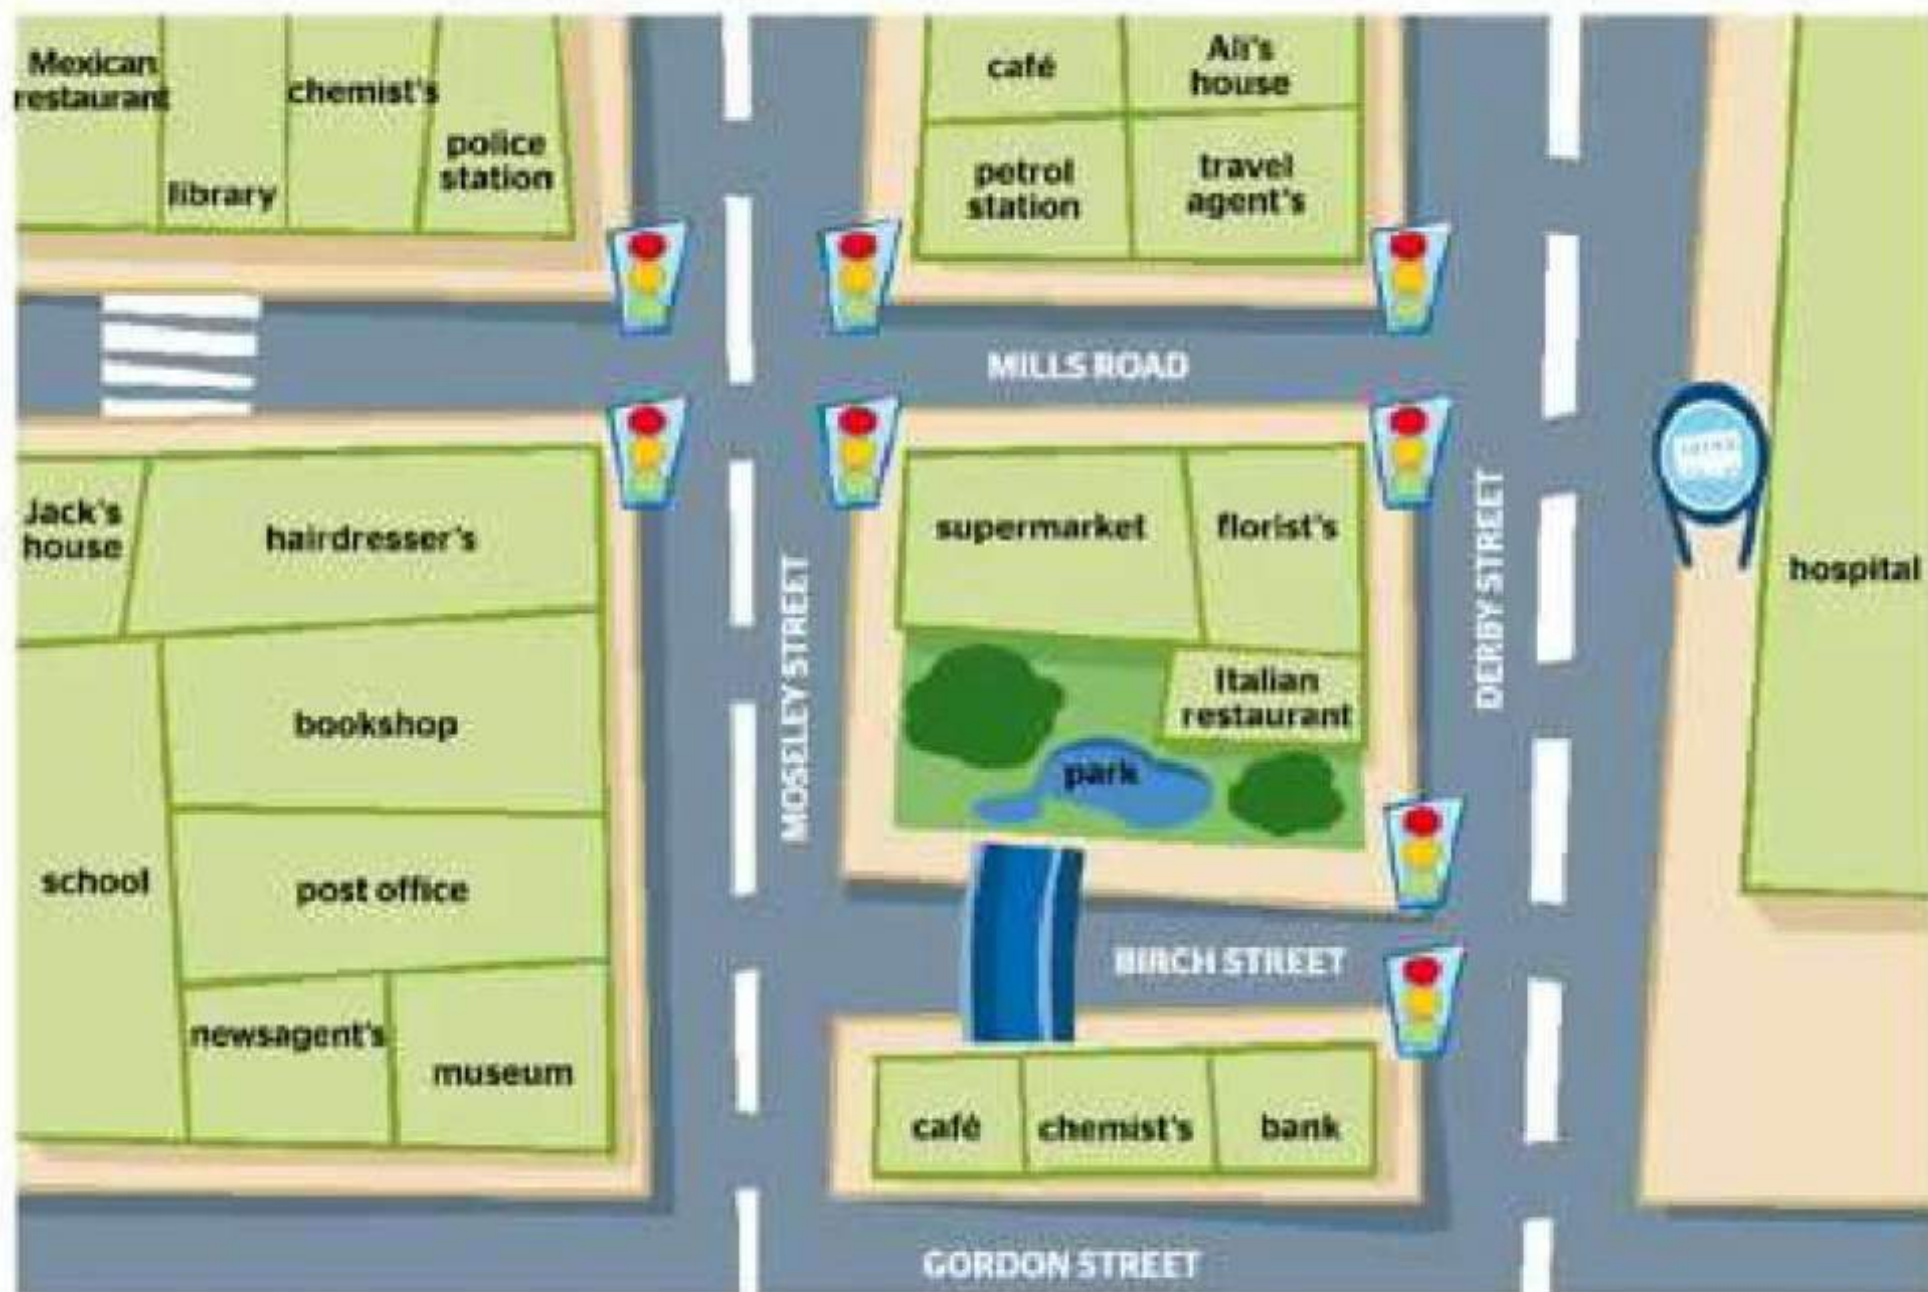 Mexican
restaurant
library
chemist's
police
station
café
Ali's
house
petrol
station
travel
agent's
MILLS ROAD
Jack's
house
hairdresser's
supermarket
florist's
hospital
bookshop
MOSELEY STREET
Italian
restaurant
DERBY STREET
park
school
post office
BIRCH STREET
newsagent's
museum
café
chemist's
bank
GORDON STREET